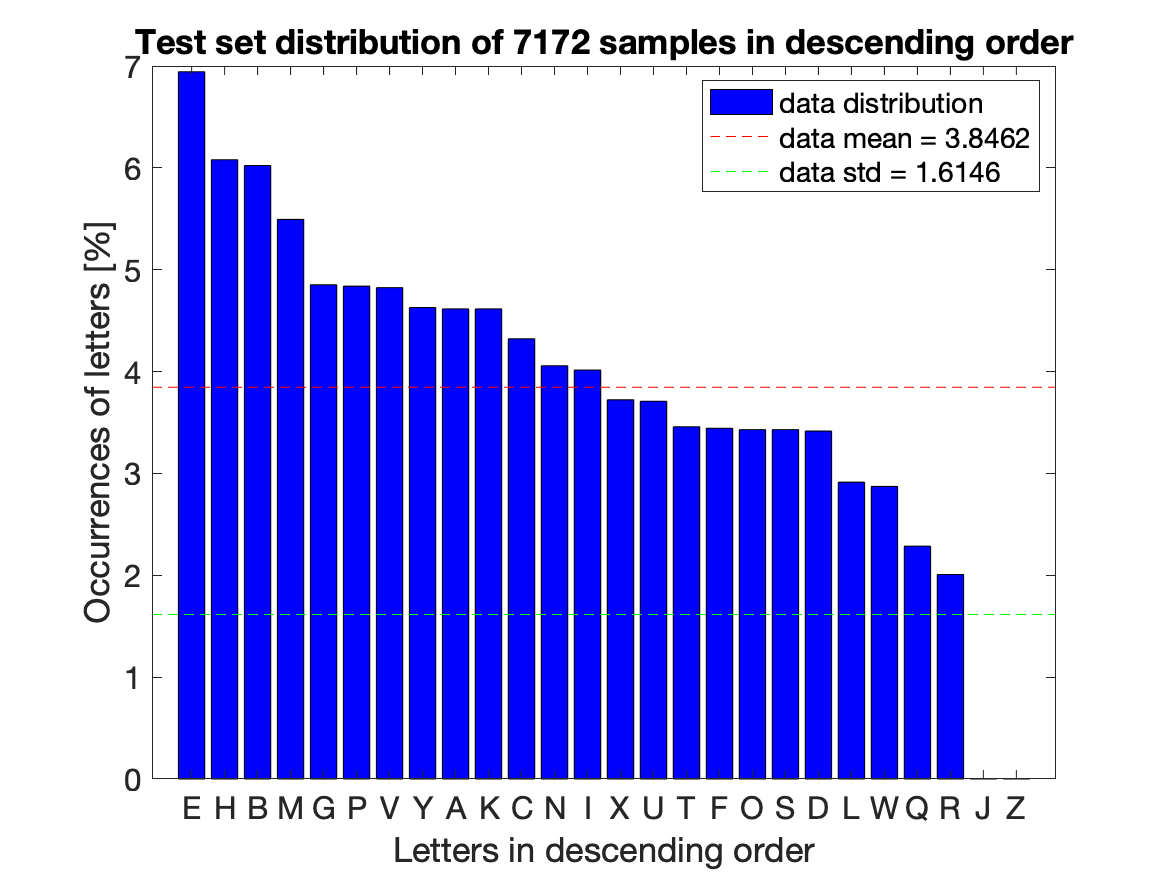 Test set distribution of 7172 samples in descending order
data distribution
data mean = 3.8462
data std = 1.6146
Occurrences of letters [%]
7
6
5
4
3
2
1
0
E H B M G P V Y A K C N I X U T F O S D L W Q R J Z
Letters in descending order